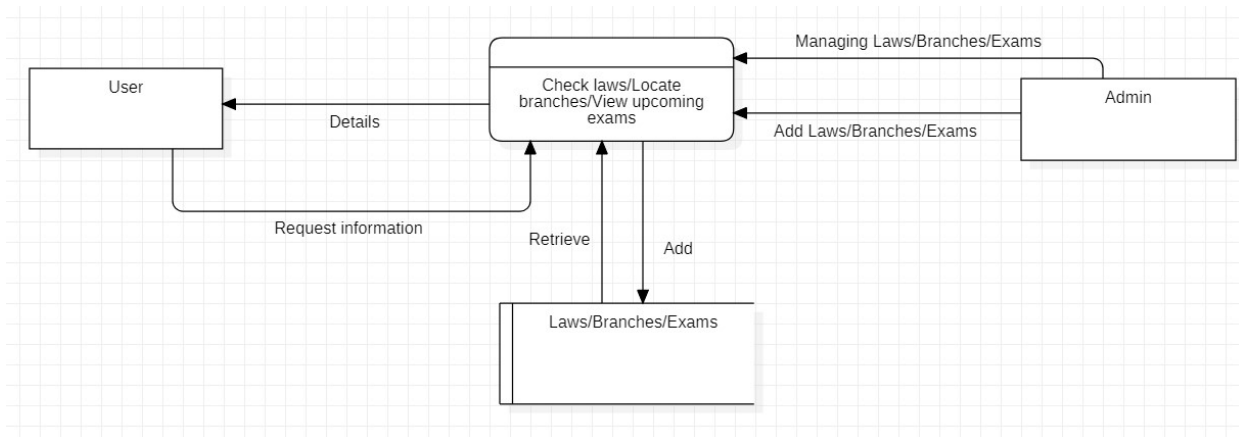 Managing Laws/Branches/Exams
User
Check laws/Locate
branches/View upcoming
exams
Admin
Details
Add Laws/Branches/Exams
Request information
Retrieve
Add
Laws/Branches/Exams